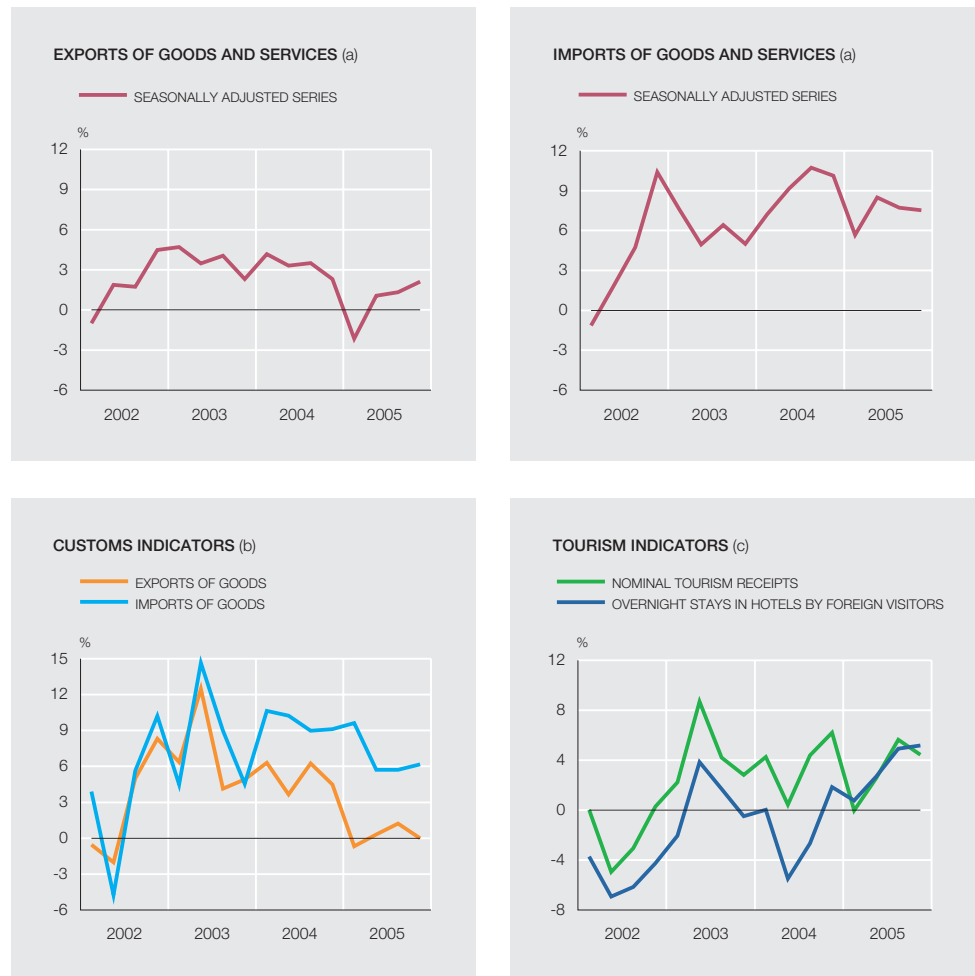 EXPORTS OF GOODS AND SERVICES (a)
SEASONALLY ADJUSTED SERIES
%
12
9
6
3
0
-3
-6
2002 2003 2004 2005
IMPORTS OF GOODS AND SERVICES (a)
SEASONALLY ADJUSTED SERIES
%
12
9
6
3
0
-3
-6
2002 2003 2004 2005
CUSTOMS INDICATORS (b)
EXPORTS OF GOODS
IMPORTS OF GOODS
%
15
12
9
6
3
0
-3
-6
2002 2003 2004 2005
TOURISM INDICATORS (c)
NOMINAL TOURISM RECEIPTS
OVERNIGHT STAYS IN HOTELS BY FOREIGN VISITORS
%
12
8
4
0
-4
-8
2002 2003 2004 2005